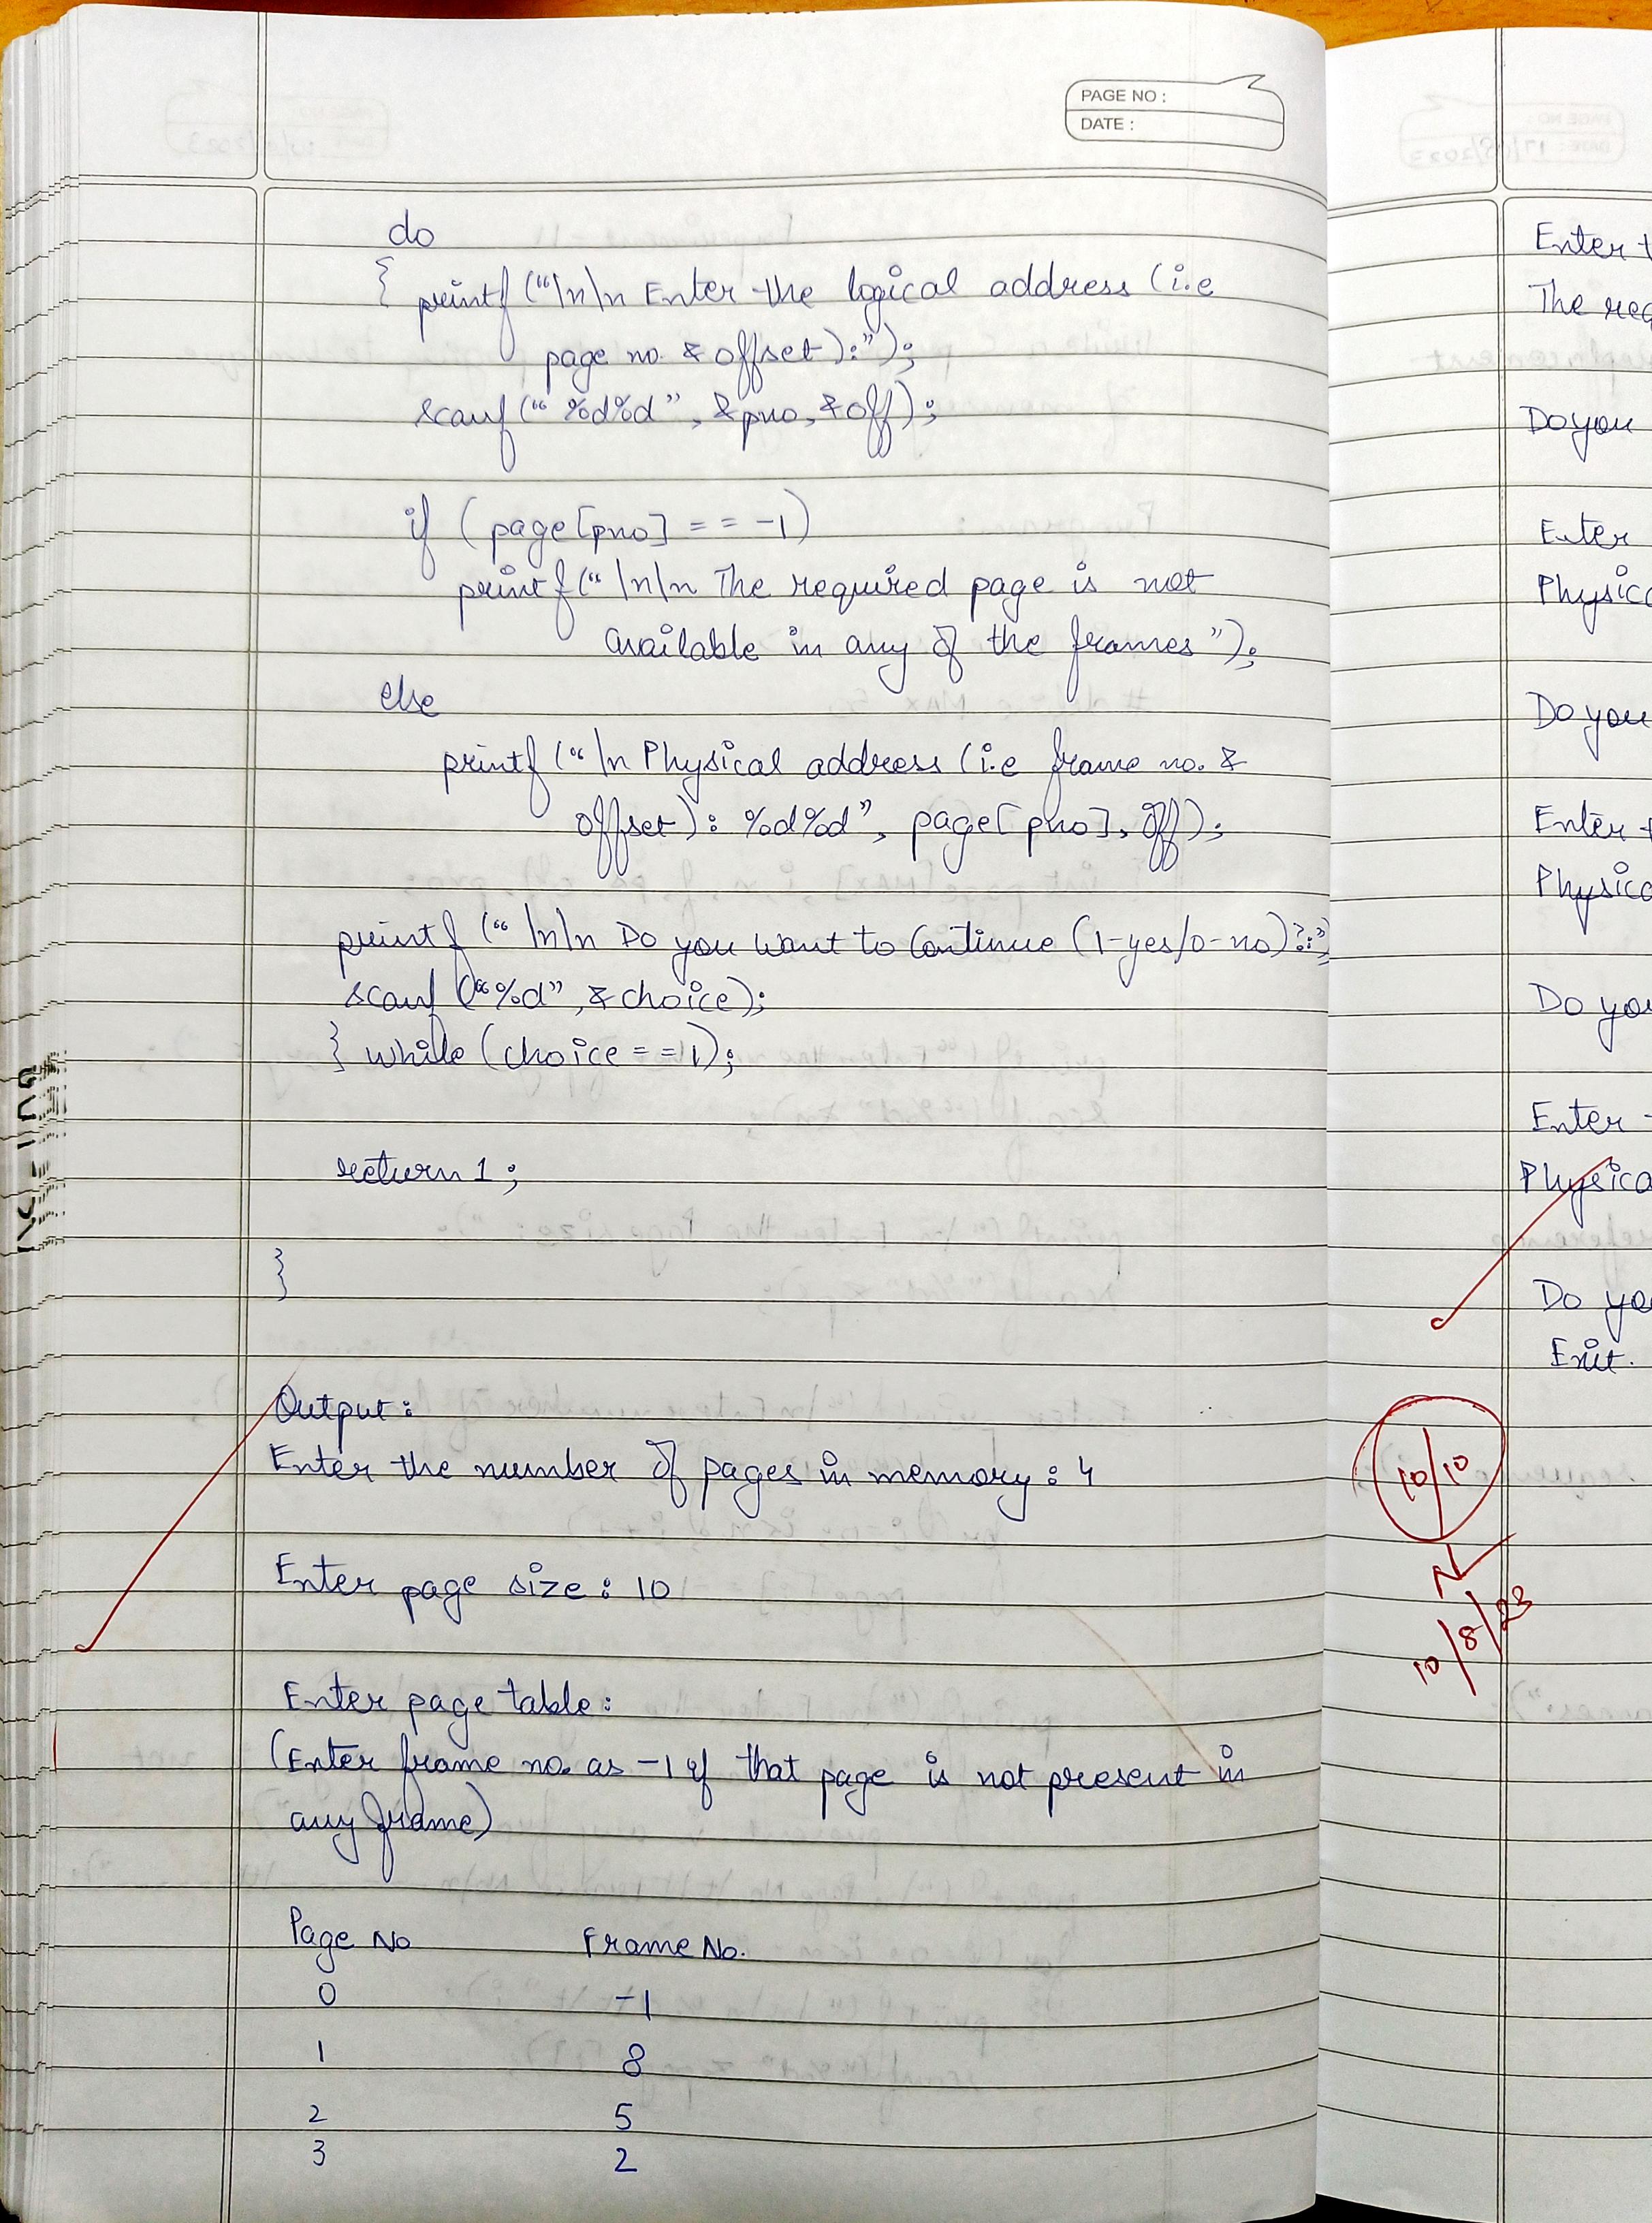 PAGE NO :
DATE :
do
{ printf ("\n\n Enter the logical address (i.e
page no. & offset):");
scanf ("%d%d", &pno, &off);
if (page[pno] == -1)
printf ("\n\n The required page is not
available in any of the frames");
else
printf ("\n Physical address (i.e frame no. &
offset): %d%d", page[pno], off);
printf ("\n\n Do you want to Continue (1-yes/0-no)?:")
scanf ("%d", &choice);
} while (choice ==1);
return 1;
}
Output:
Enter the number of pages in memory: 4
Enter page size: 10
Enter page table:
(Enter frame no. as -1 if that page is not present in
any frame)
Page No Frame No.
0 -1
1 8
2 5
3 2
Enter
The
Do you
Enter
Do you
Enter
Do
Enter
Do
Exit.
10/10
10/8/23